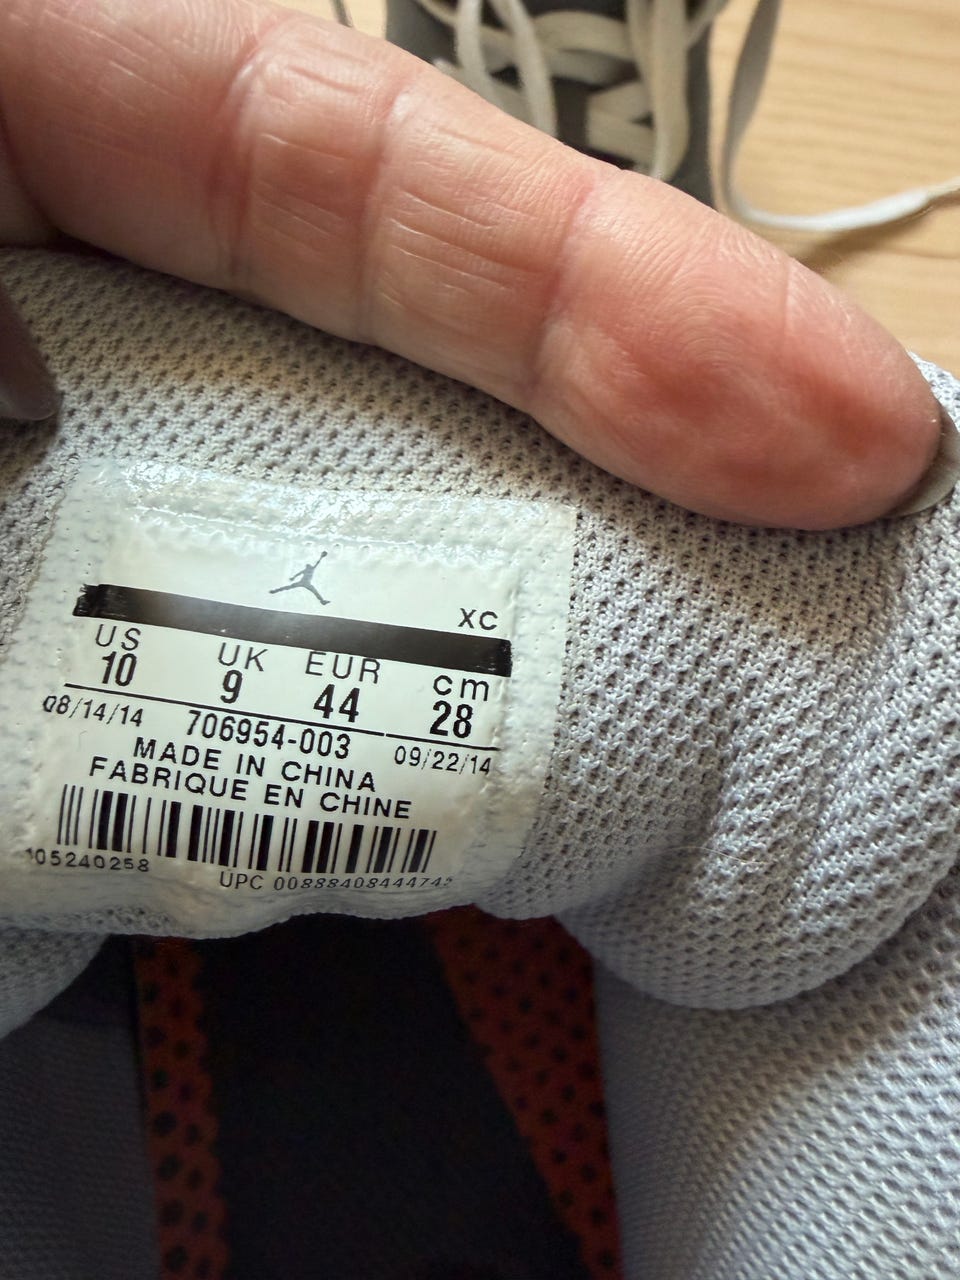 XC
US UK EUR cm
10 9 44 28
08/14/14 706954-003 09/22/14
MADE IN CHINA
FABRIQUE EN CHINE
105240258
UPC